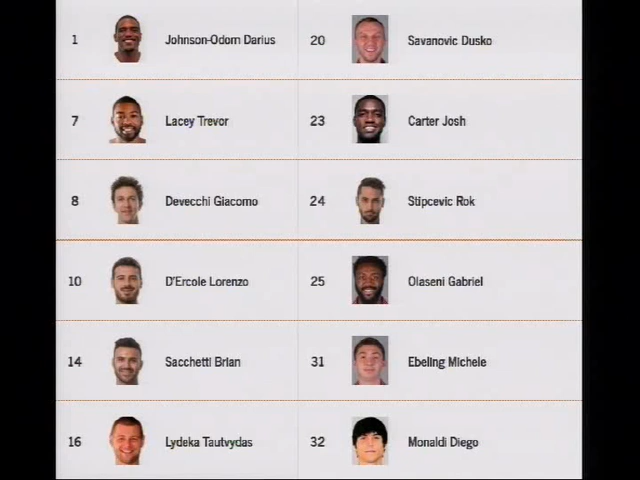 1 Johnson-Odom Darius
20 Savanovic Dusko
7 Lacey Trevor
23 Carter Josh
8 Devecchi Giacomo
24 Stipcevic Rok
10 D'Ercole Lorenzo
25 Olaseni Gabriel
14 Sacchetti Brian
31 Ebeling Michele
16 Lydeka Tautvydas
32 Monaldi Diego